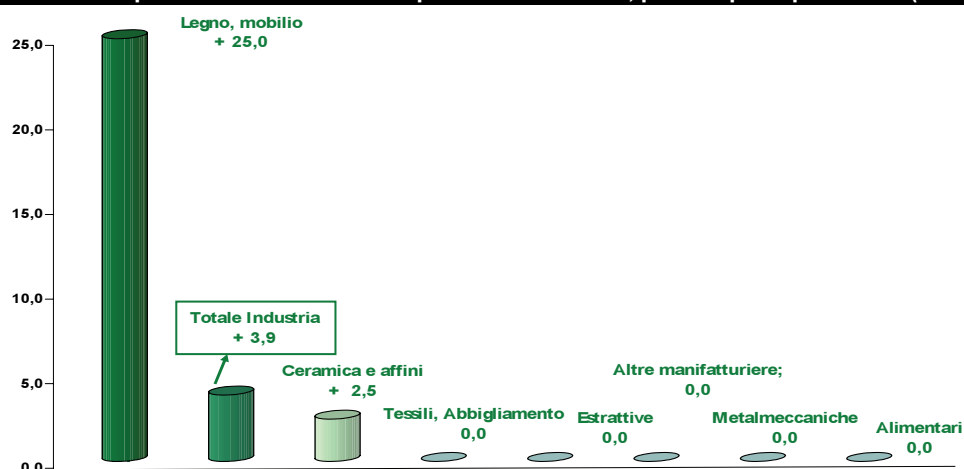 Legno, mobilio
+ 25,0
25,0
20,0
15,0
10,0
Totale Industria
+ 3,9
5,0
Ceramica e affini
+ 2,5
Altre manifatturiere;
0,0
Tessili, Abbigliamento
0,0
Estrattive
0,0
Metalmeccaniche
0,0
Alimentari
0,0
0,0